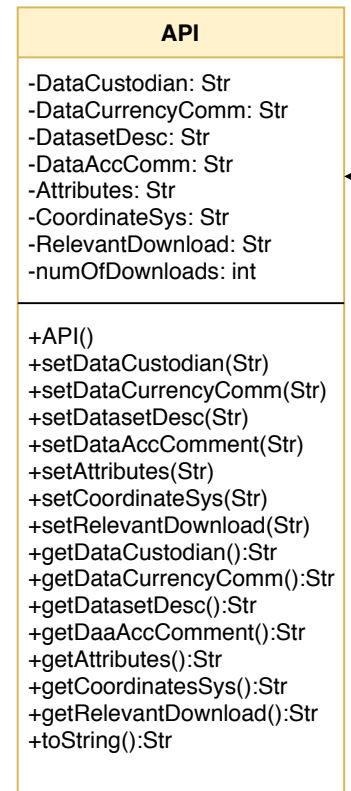 API
-DataCustodian: Str
-DataCurrencyComm: Str
-DatasetDesc: Str
-DataAccComm: Str
-Attributes: Str
-CoordinateSys: Str
-RelevantDownload: Str
-numOfDownloads: int
+API()
+setDataCustodian(Str)
+setDataCurrencyComm(Str)
+setDatasetDesc(Str)
+setDataAccComment(Str)
+setAttributes(Str)
+setCoordinateSys(Str)
+setRelevantDownload(Str)
+getDataCustodian():Str
+getDataCurrencyComm():Str
+getDatasetDesc():Str
+getDaaAccComment():Str
+getAttributes():Str
+getCoordinatesSys():Str
+getRelevantDownload():Str
+toString():Str